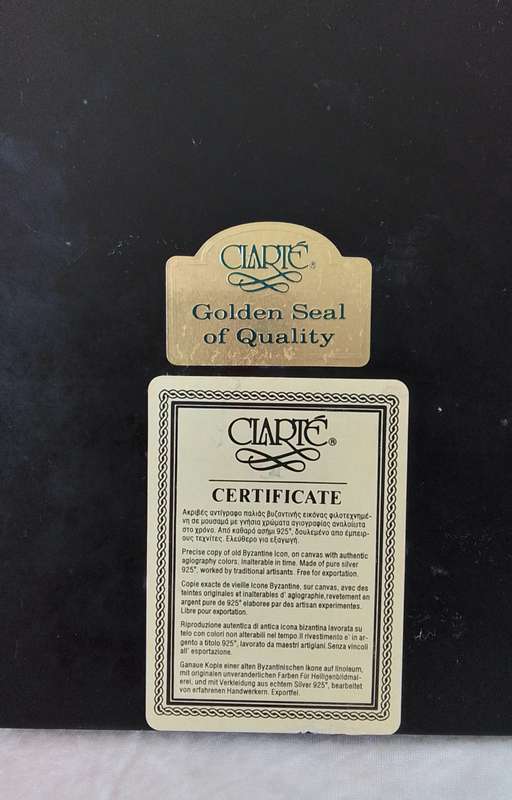 CLARTÉ®
Golden Seal
of Quality
CLARTÉ®
CERTIFICATE
Ακριβές αντίγραφο παλιάς βυζαντινής εικόνας φιλοτεχνημέ-
νη σε μουσαμά με γνήσια χρώματα αγιογραφίας αναλοίωτα
στο χρόνο. Από καθαρό ασήμι 925°, δουλεμένο απο έμπειρ-
ους τεχνίτες. Ελεύθερο για εξαγωγή.
Precise copy of old Byzantine icon, on canvas with authentic
agiography colors, inalterable in time. Made of pure silver
925°, worked by traditional artisants. Free for exportation.
Copie exacte de vieille Icone Byzantine, sur canvas, avec des
teintes originales et inalterables d' agiographie,revetement en
argent pure de 925° elaboree par des artisan experimentes.
Libre pour exportation.
Riproduzione autentica di antica icona bizantina lavorata su
telo con colori non alterabili nel tempo.Il rivestimento e' in ar-
gento a titolo 925°, lavorato da maestri artigiani.Senza vincoli
all' esportazione.
Ganaue Kopie einer alten Byzantinischen Ikone auf linoleum,
mit originalen unveranderlichen Farben Für Heiligenbildmal-
erei, und mit Verkleidung aus echtem Silver 925°, bearbeitet
von erfahrenen Handwerkern. Exportfei.